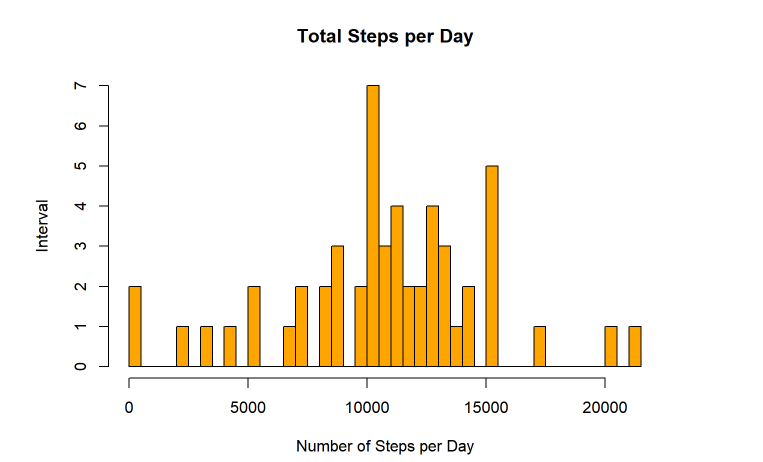 Total Steps per Day
7
6
5
4
3
2
1
0
Interval
0 5000 10000 15000 20000
Number of Steps per Day